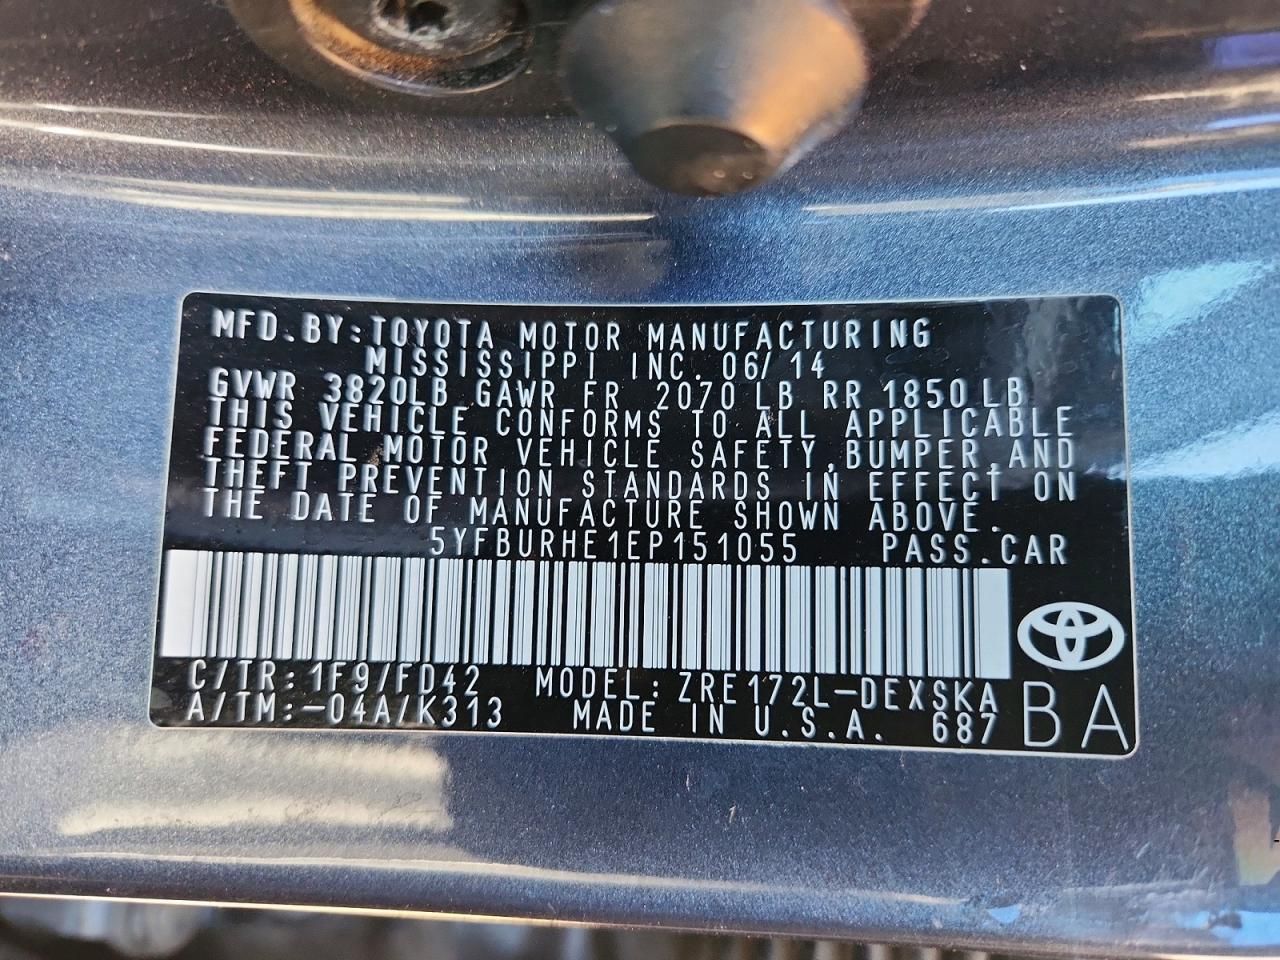 MFD.BY:TOYOTA MOTOR MANUFACTURING
MISSISSIPPI INC. 06/14
GVWR 3820LB GAWR FR 2070 LB RR 1850 LB
THIS VEHICLE CONFORMS TO ALL APPLICABLE
FEDERAL MOTOR VEHICLE SAFETY,BUMPER,AND
THEFT PREVENTION STANDARDS IN EFFECT ON
THE DATE OF MANUFACTURE SHOWN ABOVE.
5YFBURHE1EP151055 PASS.CAR
C/TR:1F9/FD42 MODEL:ZRE172L-DEXSKA
A/TM:-04A/K313 MADE IN U.S.A. 687
BA